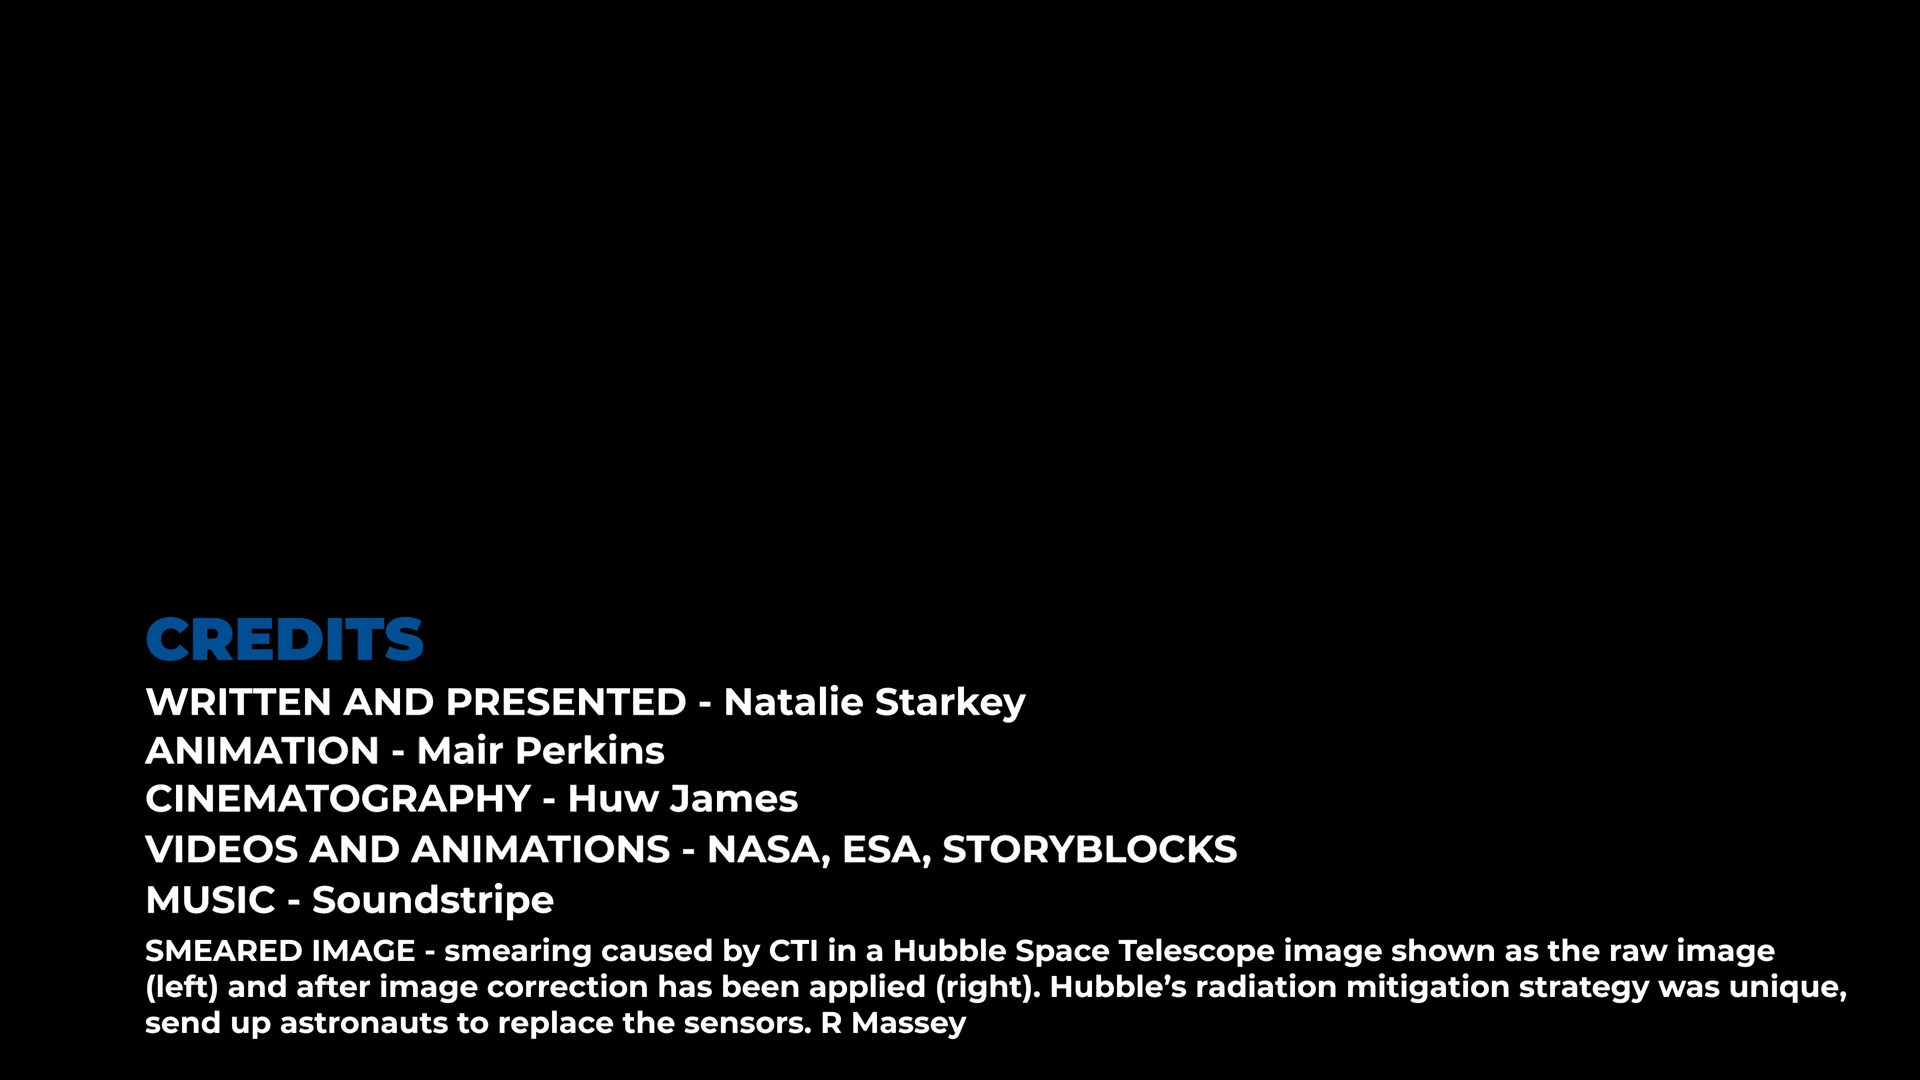 CREDITS
WRITTEN AND PRESENTED - Natalie Starkey
ANIMATION - Mair Perkins
CINEMATOGRAPHY - Huw James
VIDEOS AND ANIMATIONS - NASA, ESA, STORYBLOCKS
MUSIC - Soundstripe
SMEARED IMAGE - smearing caused by CTI in a Hubble Space Telescope image shown as the raw image
(left) and after image correction has been applied (right). Hubble’s radiation mitigation strategy was unique,
send up astronauts to replace the sensors. R Massey